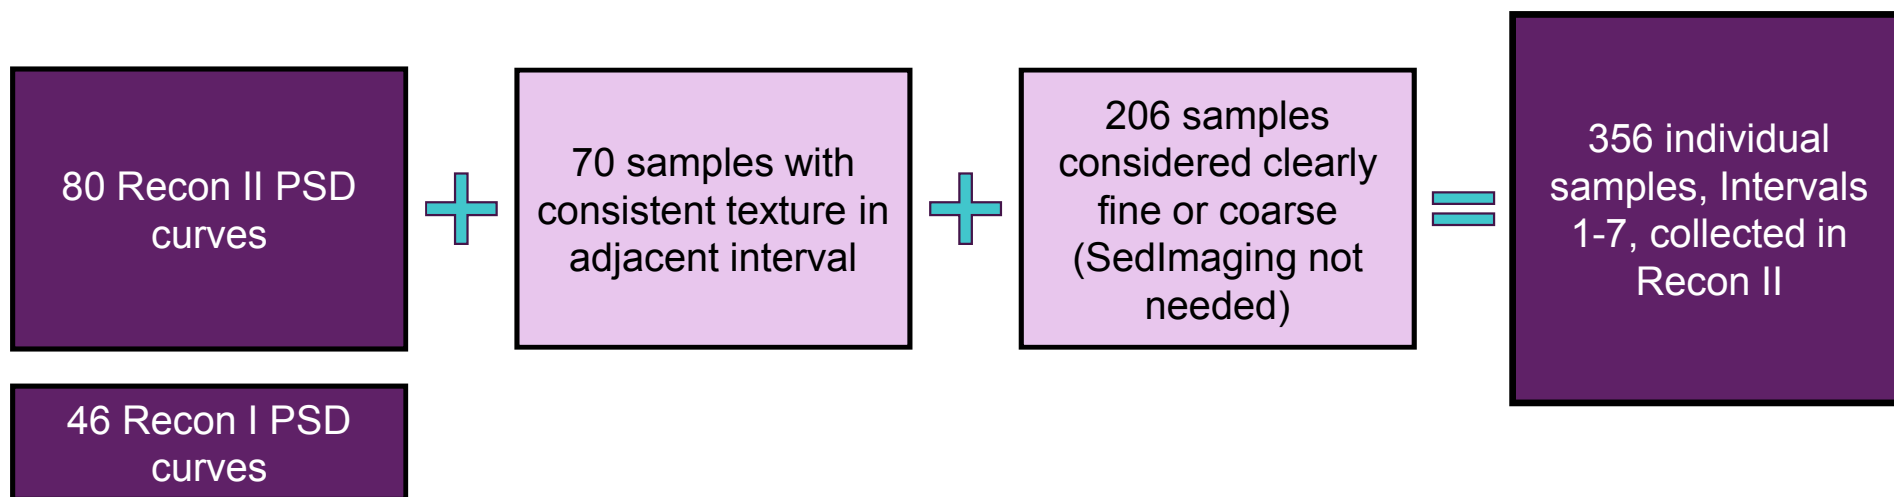 80 Recon II PSD
curves
70 samples with
consistent texture in
adjacent interval
206 samples
considered clearly
fine or coarse
(SedImaging not
needed)
356 individual
samples, Intervals
1-7, collected in
Recon II
46 Recon I PSD
curves